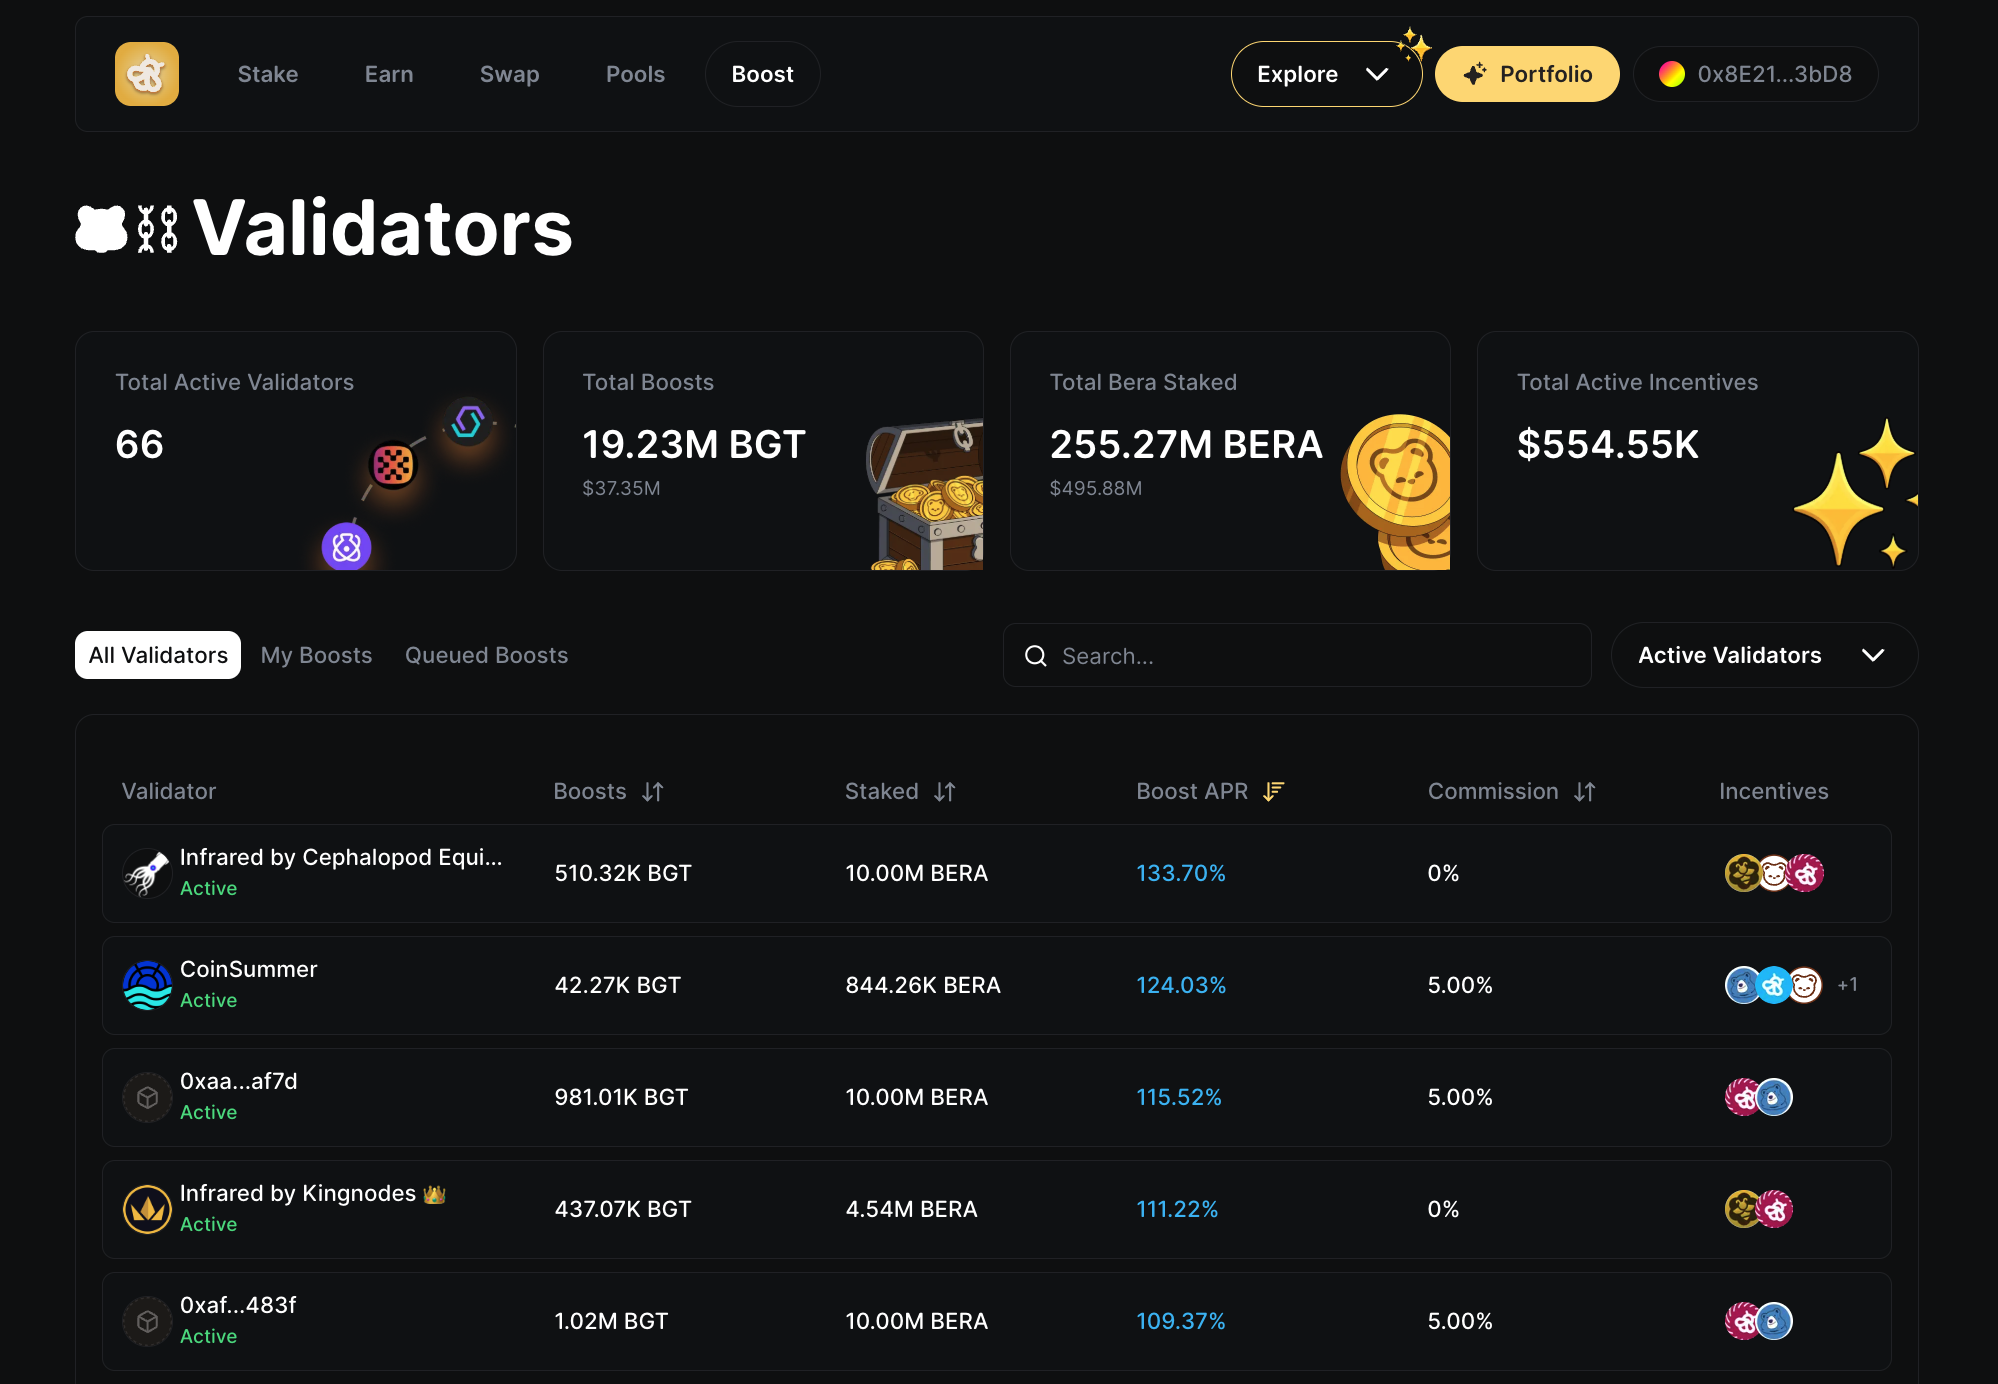 Stake Earn Swap Pools Boost Explore Portfolio 0x8E21...3bD8
Validators
Total Active Validators
66
Total Boosts
19.23M BGT
$37.35M
Total Bera Staked
255.27M BERA
$495.88M
Total Active Incentives
$554.55K
All Validators My Boosts Queued Boosts Search... Active Validators
Validator Boosts Staked Boost APR Commission Incentives
Infrared by Cephalopod Equi... 510.32K BGT 10.00M BERA 133.70% 0%
Active
CoinSummer 42.27K BGT 844.26K BERA 124.03% 5.00% +1
Active
0xaa...af7d 981.01K BGT 10.00M BERA 115.52% 5.00%
Active
Infrared by Kingnodes 437.07K BGT 4.54M BERA 111.22% 0%
Active
0xaf...483f 1.02M BGT 10.00M BERA 109.37% 5.00%
Active